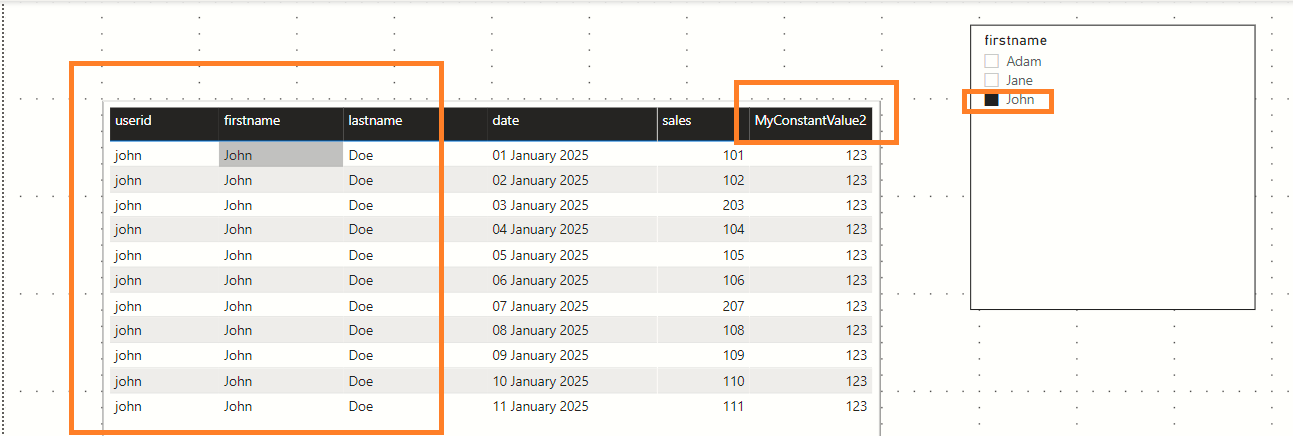 userid firstname lastname date sales MyConstantValue2
john John Doe 01 January 2025 101 123
john John Doe 02 January 2025 102 123
john John Doe 03 January 2025 203 123
john John Doe 04 January 2025 104 123
john John Doe 05 January 2025 105 123
john John Doe 06 January 2025 106 123
john John Doe 07 January 2025 207 123
john John Doe 08 January 2025 108 123
john John Doe 09 January 2025 109 123
john John Doe 10 January 2025 110 123
john John Doe 11 January 2025 111 123
firstname
Adam
Jane
John